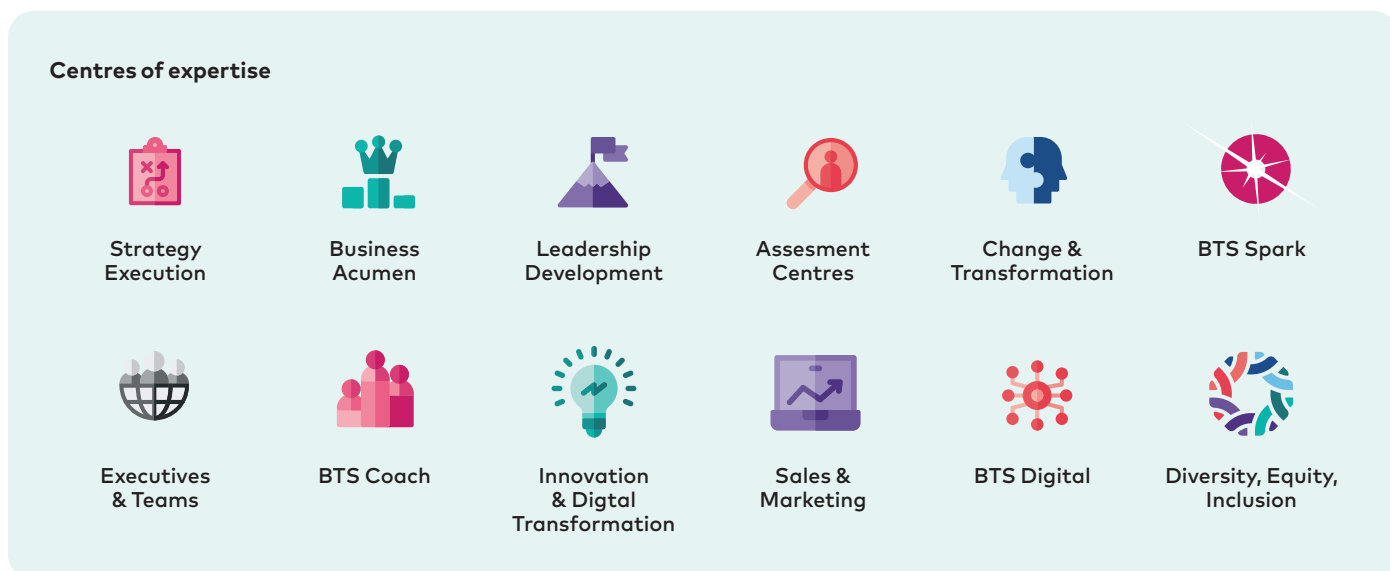 Centres of expertise
Strategy
Execution
Business
Acumen
Leadership
Development
Assesment
Centres
Change &
Transformation
BTS Spark
Executives
& Teams
BTS Coach
Innovation
& Digtal
Transformation
Sales &
Marketing
BTS Digital
Diversity, Equity,
Inclusion